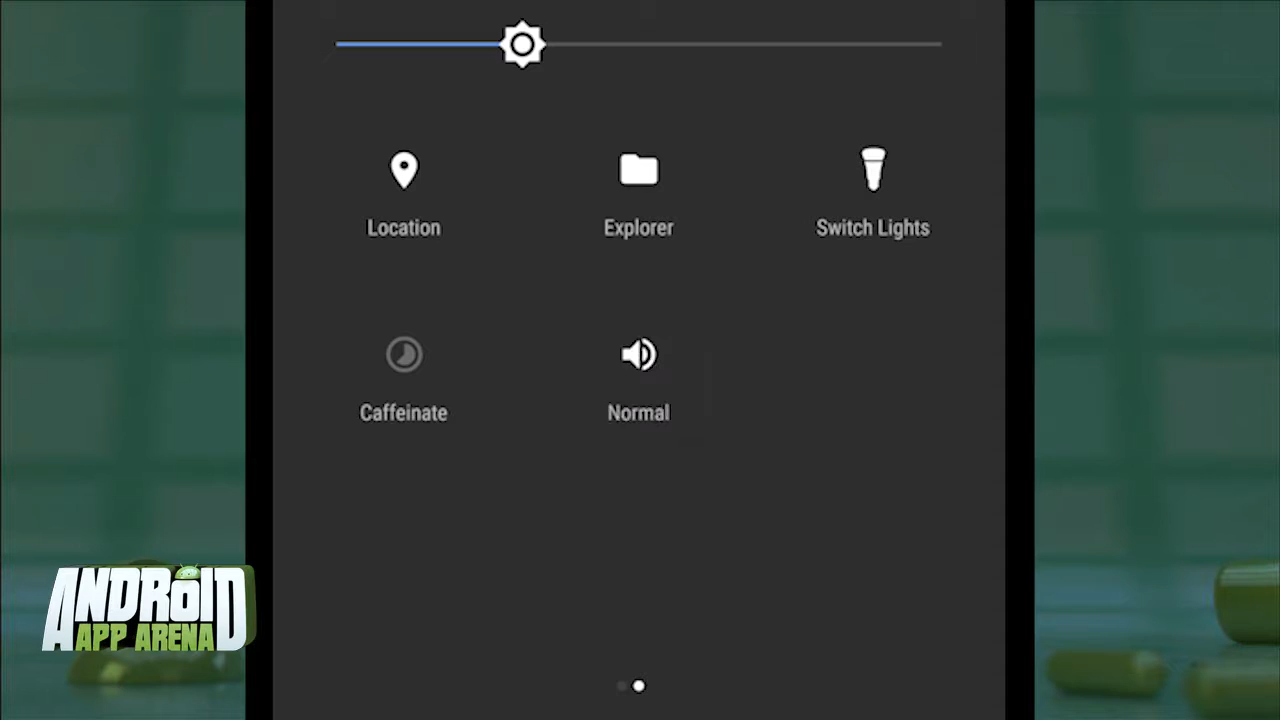 Location
Explorer
Switch Lights
Caffeinate
Normal
ANDROID
APP ARENA